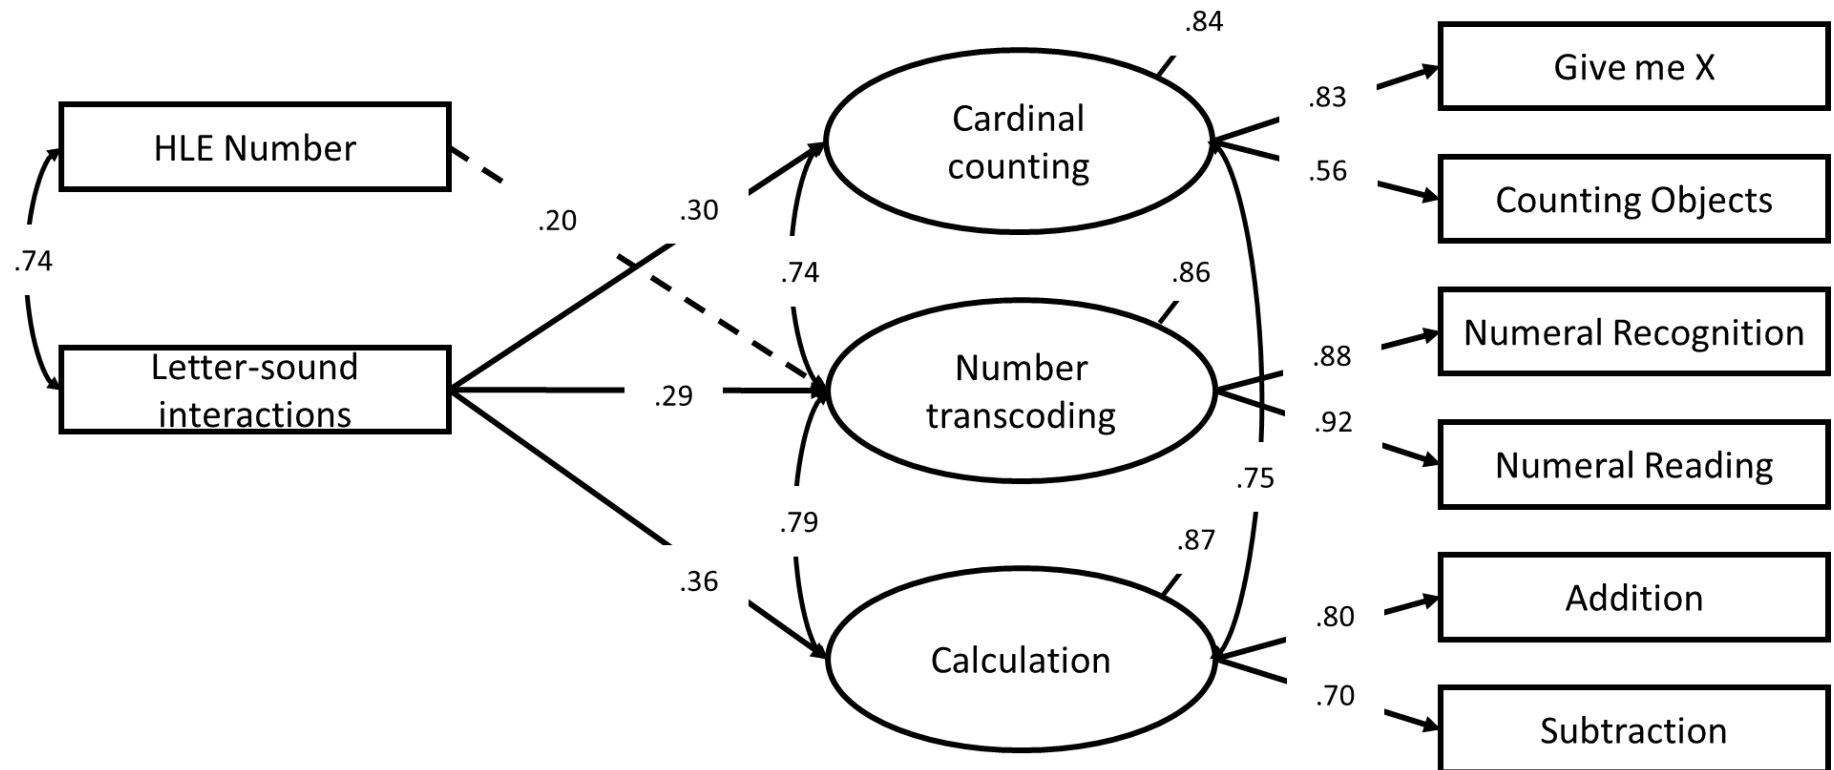 .84
Give me X
HLE Number
Cardinal
counting
.83
.56
Counting Objects
.20
.30
.74
.74
.86
Numeral Recognition
Letter-sound
interactions
.29
Number
transcoding
.88
.92
Numeral Reading
.75
.79
.87
.36
Calculation
.80
Addition
.70
Subtraction